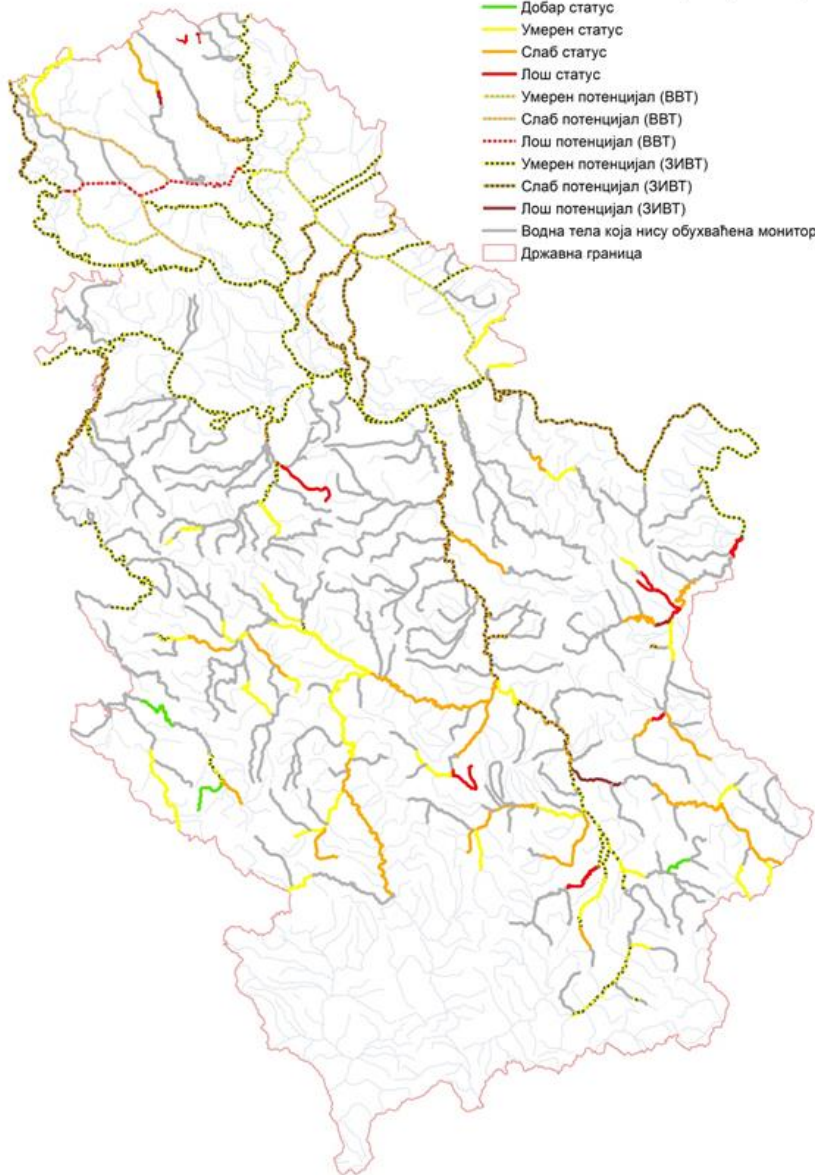 Добар статус
Умерен статус
Слаб статус
Лош статус
Умерен потенцијал (ВВТ)
Слаб потенцијал (ВВТ)
Лош потенцијал (ВВТ)
Умерен потенцијал (ЗИВТ)
Слаб потенцијал (ЗИВТ)
Лош потенцијал (ЗИВТ)
Водна тела која нису обухваћена монитор
Државна граница